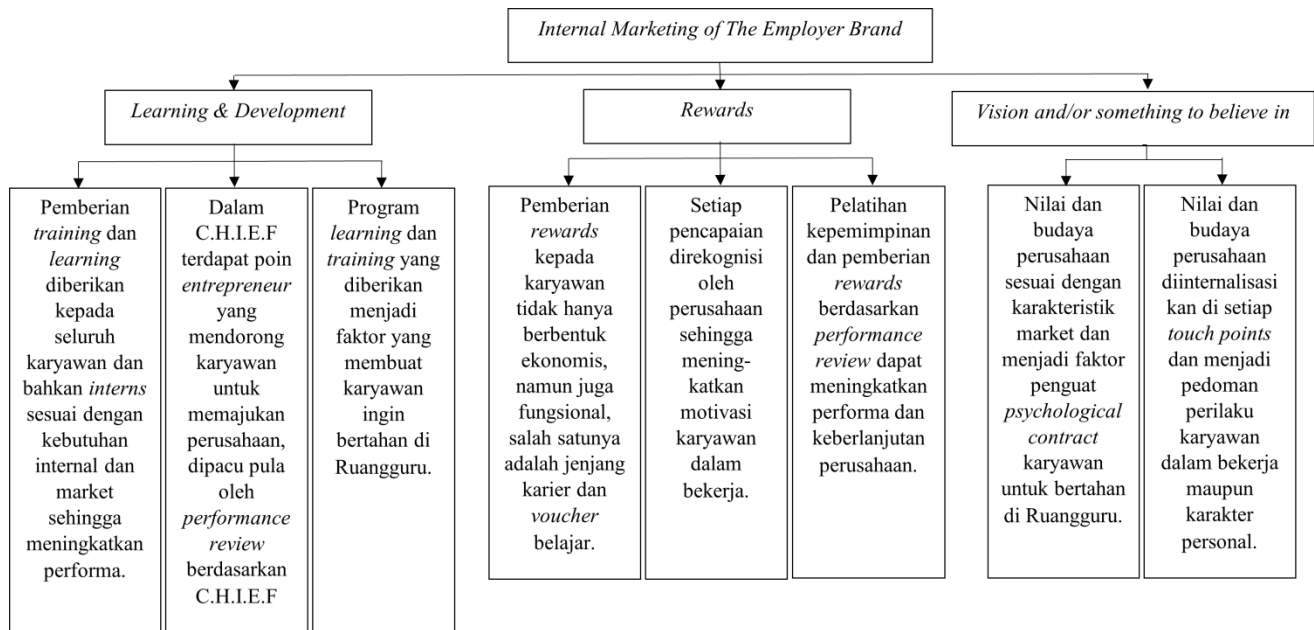 Internal Marketing of The Employer Brand
Learning & Development
Rewards
Vision and/or something to believe in
Pemberian
training dan
learning
diberikan
kepada
seluruh
karyawan dan
bahkan interns
sesuai dengan
kebutuhan
internal dan
market
sehingga
meningkatkan
performa.
Dalam
C.H.I.E.F
terdapat poin
entrepreneur
yang
mendorong
karyawan
untuk
memajukan
perusahaan,
dipacu pula
oleh
performance
review
berdasarkan
C.H.I.E.F
Program
learning dan
training yang
diberikan
menjadi
faktor yang
membuat
karyawan
ingin
bertahan di
Ruangguru.
Pemberian
rewards
kepada
karyawan
tidak hanya
berbentuk
ekonomis,
namun juga
fungsional,
salah satunya
adalah jenjang
karier dan
voucher
belajar.
Setiap
pencapaian
direkognisi
oleh
perusahaan
sehingga
mening-
katkan
motivasi
karyawan
dalam
bekerja.
Pelatihan
kepemimpinan
dan pemberian
rewards
berdasarkan
performance
review dapat
meningkatkan
performa dan
keberlanjutan
perusahaan.
Nilai dan
budaya
perusahaan
sesuai dengan
karakteristik
market dan
menjadi faktor
penguat
psychological
contract
karyawan
untuk bertahan
di Ruangguru.
Nilai dan
budaya
perusahaan
diinternalisasi
kan di setiap
touch points
dan menjadi
pedoman
perilaku
karyawan
dalam bekerja
maupun
karakter
personal.